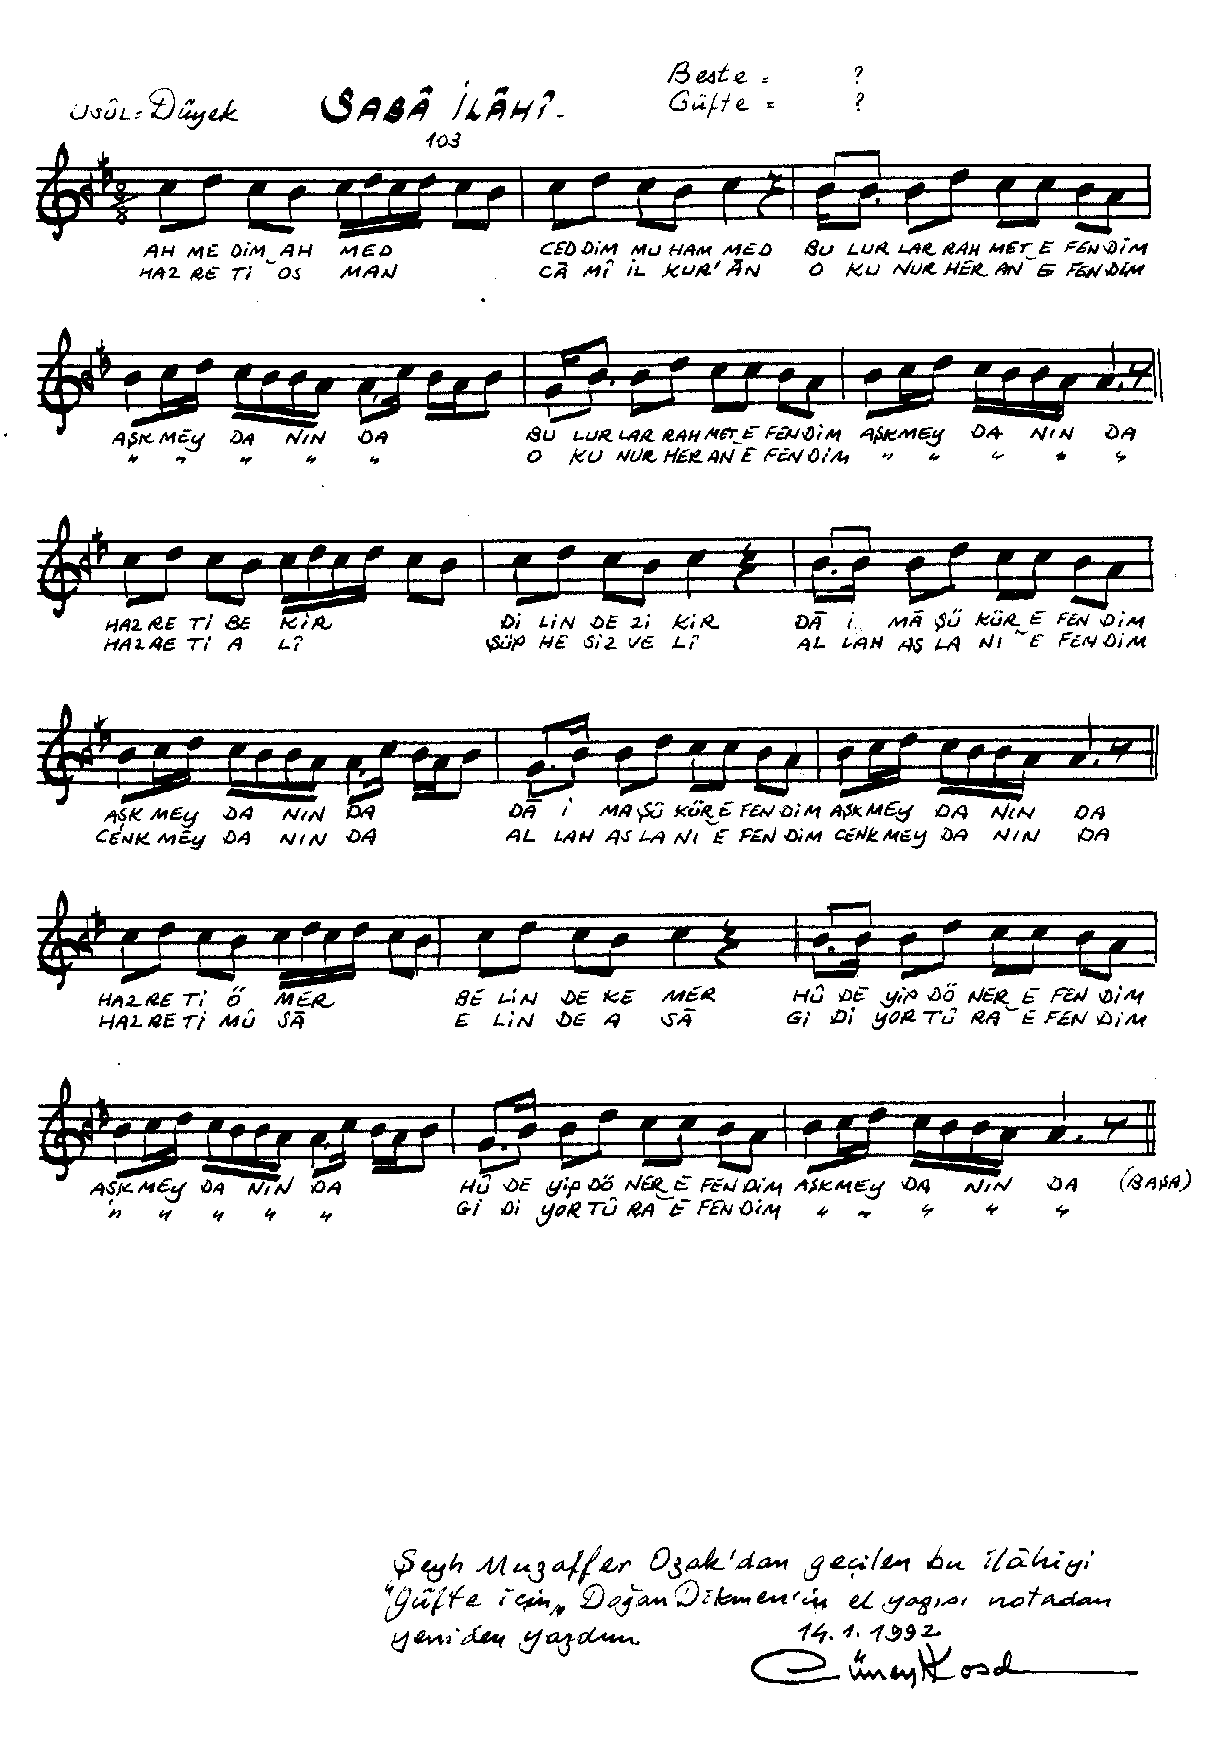 Beste = ?
USÛL = Düyek SABÂ İLÂHÎ - Güfte = ?
103
AH ME DİM AH MED CED DİM MU HAM MED BU LUR LAR RAH MET E FEN DİM
HAZ RE Tİ OS MAN CÂ MÎ İL KUR'ÂN O KU NUR HER AN E FEN DİM
AŞK MEY DA NIN DA BU LUR LAR RAH MET E FEN DİM AŞK MEY DA NIN DA
" " " " " O KU NUR HER AN E FEN DİM " " " " "
HAZ RE Tİ BE KİR Dİ LİN DE Zİ KİR DÂ İ MÂ ŞÜ KÜR E FEN DİM
HAZ RE Tİ A LÎ ŞÜP HE SİZ VE LÎ AL LAH AS LA NI E FEN DİM
AŞK MEY DA NIN DA DÂ İ MA ŞÜ KÜR E FEN DİM AŞK MEY DA NIN DA
CENK MEY DA NIN DA AL LAH AS LA NI E FEN DİM CENK MEY DA NIN DA
HAZ RE Tİ Ö MER BE LİN DE KE MER HÛ DE YİP DÖ NER E FEN DİM
HAZ RE Tİ MÛ SÂ E LİN DE A SÂ Gİ Dİ YOR TÛ RA E FEN DİM
AŞK MEY DA NIN DA HÛ DE YİP DÖ NER E FEN DİM AŞK MEY DA NIN DA (BAŞA)
" " " " " Gİ Dİ YOR TÛ RA E FEN DİM " " " " "
Şeyh Muzaffer Ozak'dan geçilen bu ilâhiyi
"Güfte için" Doğan Dikmen'in el yazısı notadan
yeniden yazdım 14.1.1992